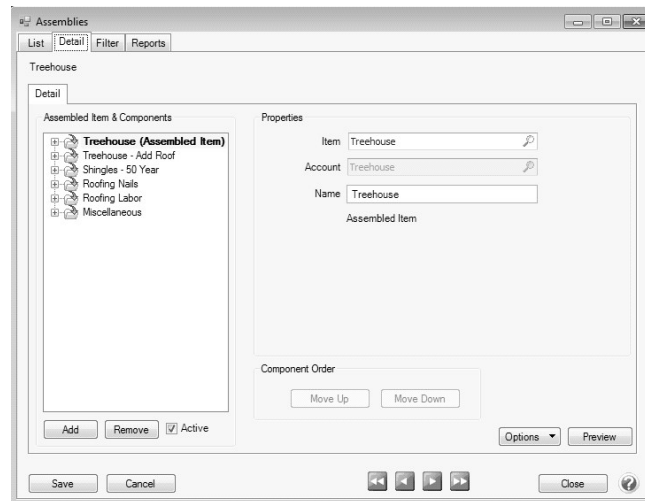 Assemblies
List Detail Filter Reports
Treehouse
Detail
Assembled Item & Components
Treehouse (Assembled Item)
Treehouse - Add Roof
Shingles - 50 Year
Roofing Nails
Roofing Labor
Miscellaneous
Add Remove Active
Properties
Item Treehouse
Account Treehouse
Name Treehouse
Assembled Item
Component Order
Move Up Move Down
Options Preview
Save Cancel Close ?